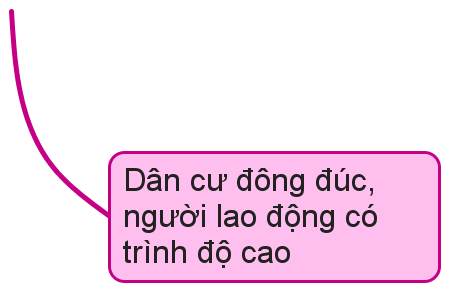 Dân cư đông đúc,
người lao động có
trình độ cao